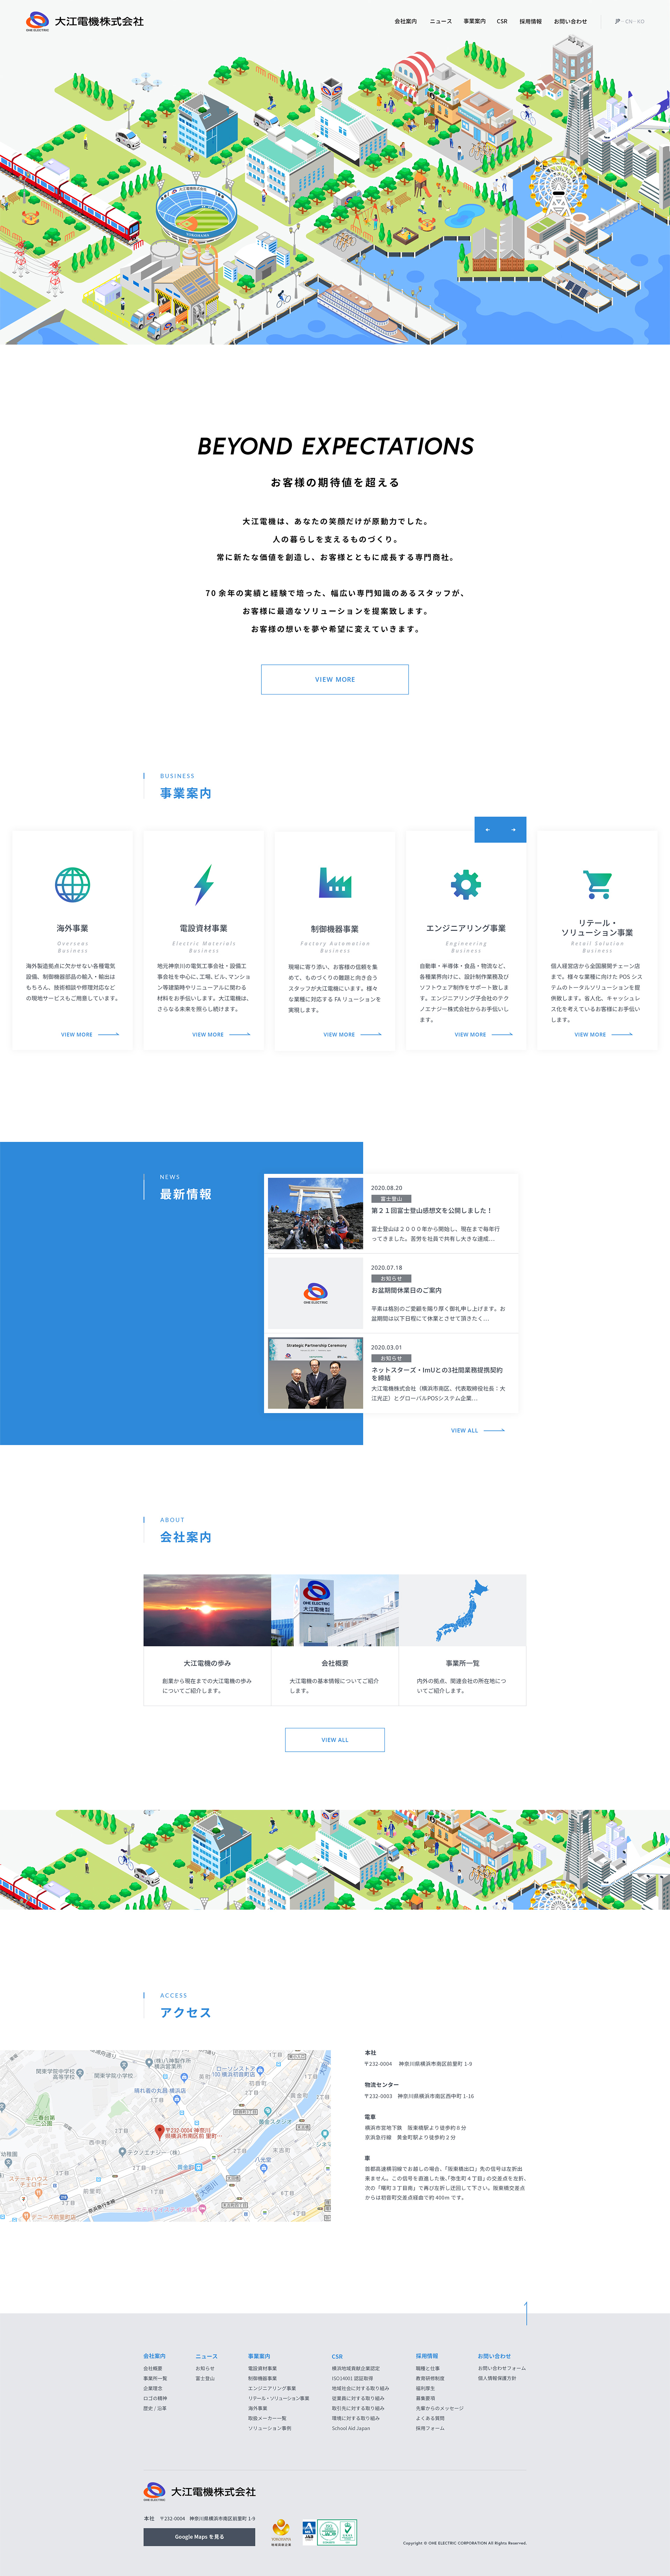 ONE ELECTRIC
大江電機株式会社
会社案内 ニュース 事業案内 CSR 採用情報 お問い合わせ JP - CN - KO
BEYOND EXPECTATIONS
お客様の期待値を超える
大江電機は、あなたの笑顔だけが原動力でした。
人の暮らしを支えるものづくり。
常に新たな価値を創造し、お客様とともに成長する専門商社。
70 余年の実績と経験で培った、幅広い専門知識のあるスタッフが、
お客様に最適なソリューションを提案致します。
お客様の想いを夢や希望に変えていきます。
VIEW MORE
BUSINESS
事業案内
海外事業
Overseas
Business
海外製造拠点に欠かせない各種電気
設備、制御機器部品の輸入・輸出は
もちろん、技術相談や修理対応など
の現地サービスもご用意しています。
VIEW MORE
電設資材事業
Electric Materials
Business
地元神奈川の電気工事会社・設備工
事会社を中心に、工場、ビル、マンショ
ン等建築時やリニューアルに関わる
材料をお手伝いします。大江電機は、
さらなる未来を照らし続けます。
VIEW MORE
制御機器事業
Factory Automation
Business
現場に寄り添い、お客様の信頼を集
めて、ものづくりの難題と向き合う
スタッフが大江電機にいます。様々
な業種に対応する FA リューションを
実現します。
VIEW MORE
エンジニアリング事業
Engineering
Business
自動車・半導体・食品・物流など、
各種業界向けに、設計制作業務及び
ソフトウェア制作をサポート致しま
す。エンジニアリング子会社のテク
ノエナジー株式会社からお手伝いし
ます。
VIEW MORE
リテール・
ソリューション事業
Retail Solution
Business
個人経営店から全国展開チェーン店
まで。様々な業種に向けた POS シス
テムのトータルソリューションを提
供致します。省人化、キャッシュレ
ス化を考えているお客様にお手伝い
します。
VIEW MORE
NEWS
最新情報
2020.08.20
富士登山
第２１回富士登山感想文を公開しました！
富士登山は２０００年から開始し、現在まで毎年行
ってきました。苦労を社員で共有し大きな達成…
ONE ELECTRIC
2020.07.18
お知らせ
お盆期間休業日のご案内
平素は格別のご愛顧を賜り厚く御礼申し上げます。お
盆期間は以下日程にて休業とさせて頂きたく…
Strategic Partnership Ceremony
2020.03.01
お知らせ
ネットスターズ・ImUとの3社間業務提携契約
を締結
大江電機株式会社（横浜市南区、代表取締役社長：大
江光正）とグローバルPOSシステム企業…
VIEW ALL
ABOUT
会社案内
ONE ELECTRIC
大江電機
大江電機の歩み
創業から現在までの大江電機の歩み
についてご紹介します。
会社概要
大江電機の基本情報についてご紹介
します。
事業所一覧
内外の拠点、関連会社の所在地につ
いてご紹介します。
VIEW ALL
ACCESS
アクセス
〒232-0004 神奈川
県横浜市南区前 里町…
本社
〒232-0004　神奈川県横浜市南区前里町 1-9
物流センター
〒232-0003　神奈川県横浜市南区西中町 1-16
電車
横浜市営地下鉄　阪東橋駅より徒歩約８分
京浜急行線　黄金町駅より徒歩約２分
車
首都高速横羽線でお越しの場合、「阪東橋出口」先の信号は左折出
来ません。この信号を直進した後、「弥生町４丁目」の交差点を左折、
次の「曙町３丁目南」で再び左折し迂回して下さい。阪東橋交差点
からは初音町交差点経由で約 400m です。
会社案内
会社概要
事業所一覧
企業理念
ロゴの精神
歴史 / 沿革
ニュース
お知らせ
富士登山
事業案内
電設資材事業
制御機器事業
エンジニアリング事業
リテール・ソリューション事業
海外事業
取扱メーカー一覧
ソリューション事例
CSR
横浜地域貢献企業認定
ISO14001 認証取得
地域社会に対する取り組み
従業員に対する取り組み
取引先に対する取り組み
環境に対する取り組み
School Aid Japan
採用情報
職種と仕事
教育研修制度
福利厚生
募集要項
先輩からのメッセージ
よくある質問
採用フォーム
お問い合わせ
お問い合わせフォーム
個人情報保護方針
ONE ELECTRIC
大江電機株式会社
本社　〒232-0004　神奈川県横浜市南区前里町 1-9
Google Maps を見る
Copyright © ONE ELECTRIC CORPORATION All Rights Reserved.